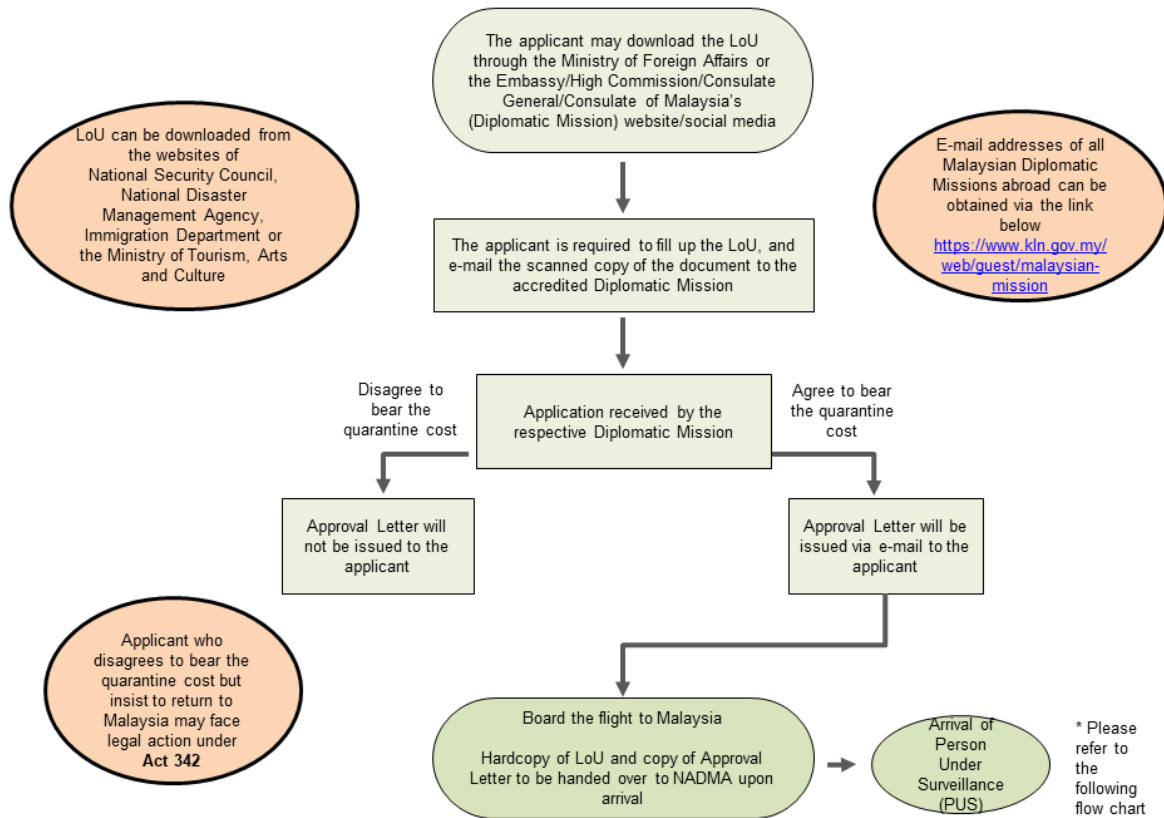 The applicant may download the LoU
through the Ministry of Foreign Affairs or
the Embassy/High Commission/Consulate
General/Consulate of Malaysia's
(Diplomatic Mission) website/social media
LoU can be downloaded from
the websites of
National Security Council,
National Disaster
Management Agency,
Immigration Department or
the Ministry of Tourism, Arts
and Culture
E-mail addresses of all
Malaysian Diplomatic
Missions abroad can be
obtained via the link
below
https://www.kln.gov.my/
web/guest/malaysian-
mission
The applicant is required to fill up the LoU, and
e-mail the scanned copy of the document to the
accredited Diplomatic Mission
Disagree to
bear the
quarantine cost
Application received by the
respective Diplomatic Mission
Agree to bear
the quarantine
cost
Approval Letter will
not be issued to the
applicant
Approval Letter will be
issued via e-mail to the
applicant
Applicant who
disagrees to bear the
quarantine cost but
insist to return to
Malaysia may face
legal action under
Act 342
Board the flight to Malaysia
Hardcopy of LoU and copy of Approval
Letter to be handed over to NADMA upon
arrival
Arrival of
Person
Under
Surveillance
(PUS)
* Please
refer to
the
following
flow chart